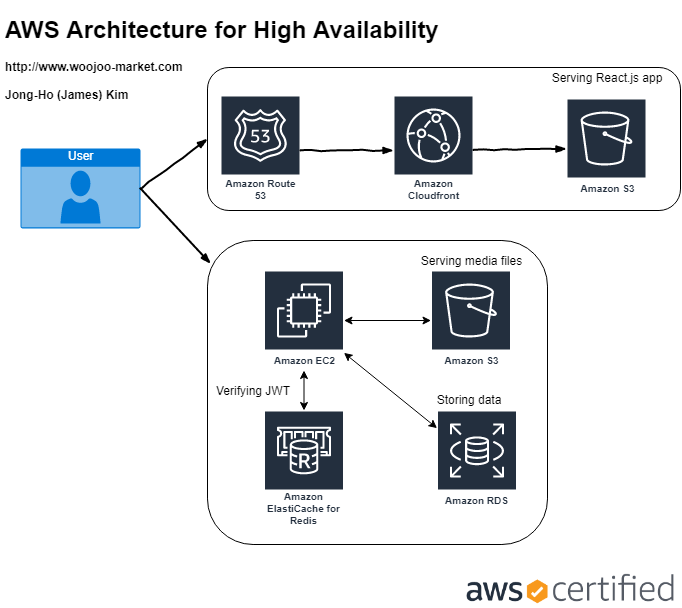 AWS Architecture for High Availability
http://www.woojoo-market.com
Jong-Ho (James) Kim
Serving React.js app
User
53
Amazon Route
53
Amazon
Cloudfront
Amazon S3
Serving media files
Amazon EC2
Amazon S3
Verifying JWT
Storing data
R
Amazon
ElastiCache for
Redis
Amazon RDS
aws certified